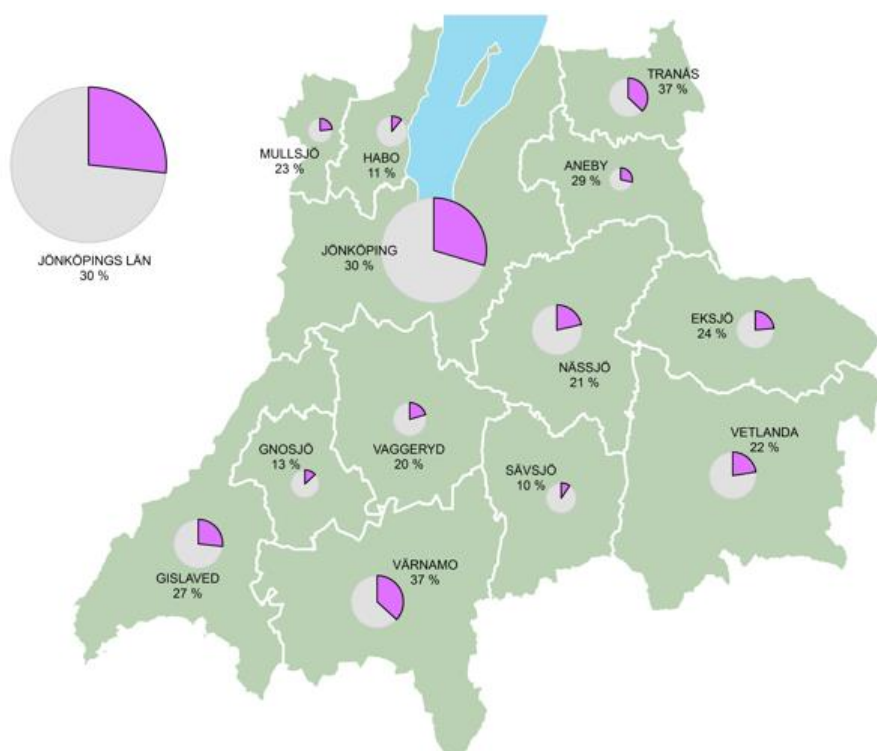 TRANÅS
37 %
MULLSJÖ
23 %
HABO
11 %
ANEBY
29 %
JÖNKÖPINGS LÄN
30 %
JÖNKÖPING
30 %
EKSJÖ
24 %
NÄSSJÖ
21 %
VETLANDA
22 %
GNOSJÖ
13 %
VAGGERYD
20 %
SÄVSJÖ
10 %
GISLAVED
27 %
VÄRNAMO
37 %